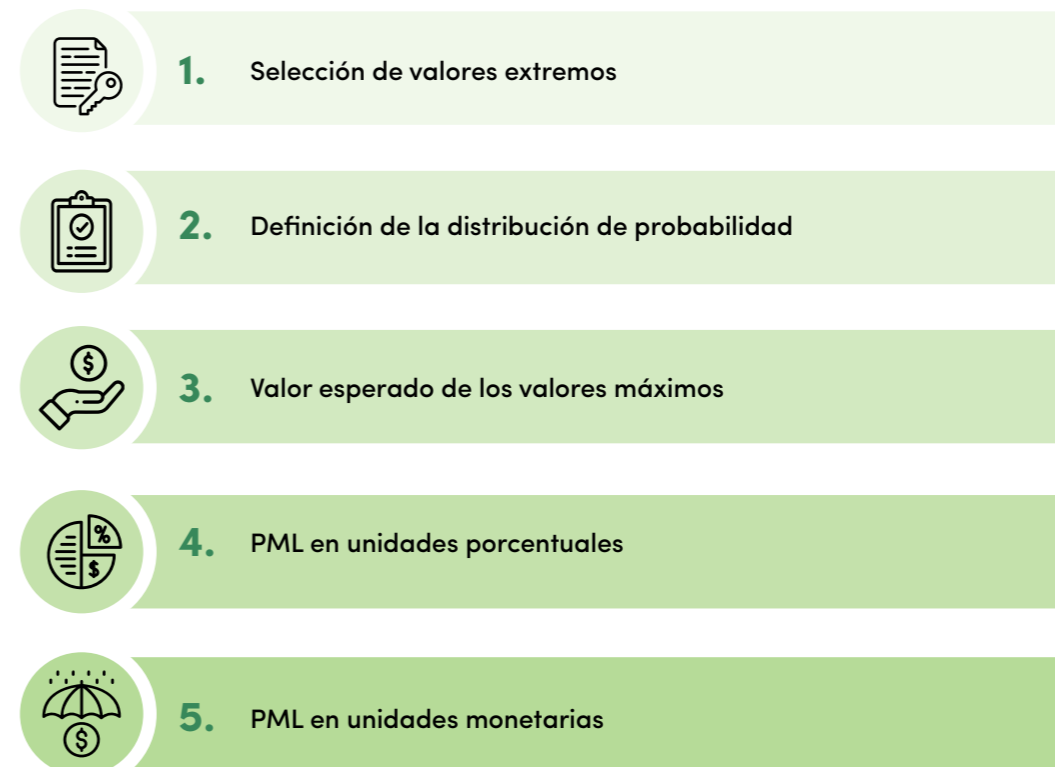 1. Selección de valores extremos
2. Definición de la distribución de probabilidad
3. Valor esperado de los valores máximos
4. PML en unidades porcentuales
5. PML en unidades monetarias